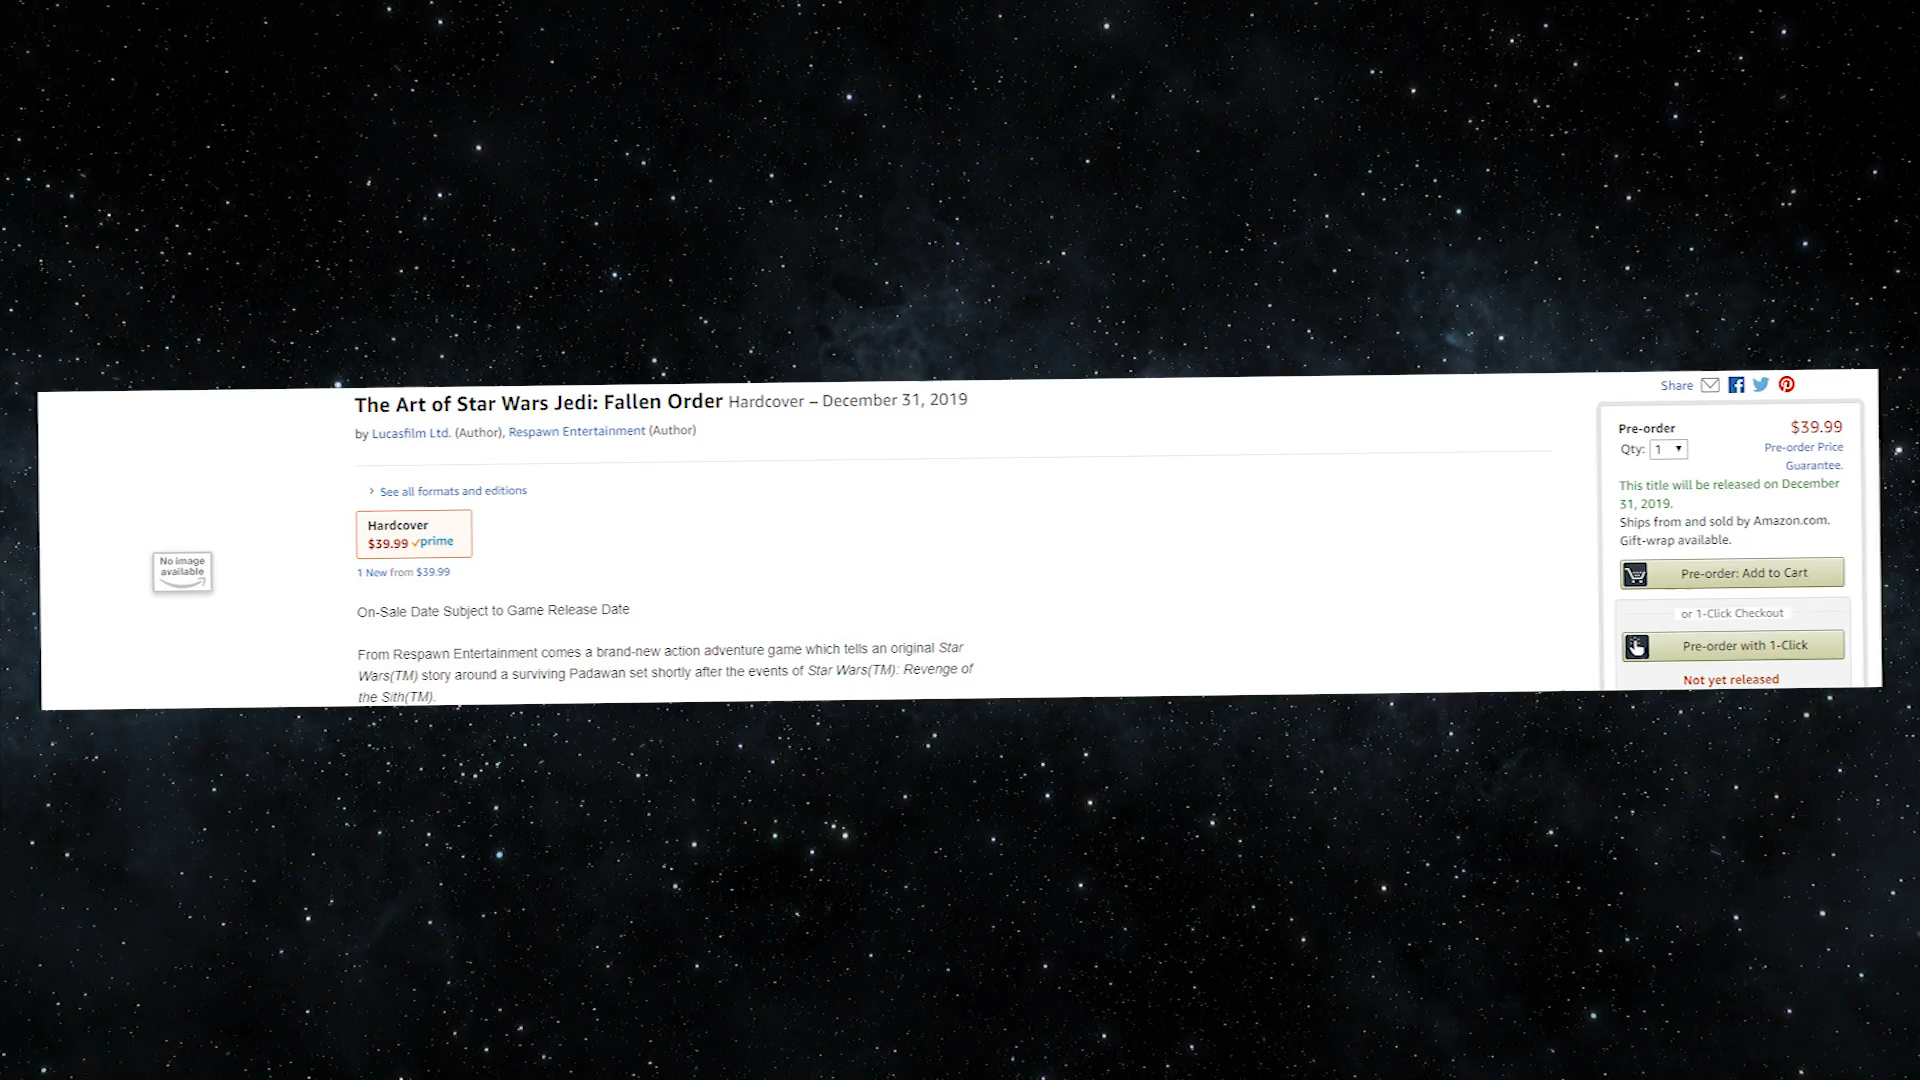 The Art of Star Wars Jedi: Fallen Order Hardcover – December 31, 2019
by Lucasfilm Ltd. (Author), Respawn Entertainment (Author)
› See all formats and editions
Hardcover
$39.99 prime
1 New from $39.99
No image
available
On-Sale Date Subject to Game Release Date
From Respawn Entertainment comes a brand-new action adventure game which tells an original Star
Wars(TM) story around a surviving Padawan set shortly after the events of Star Wars(TM): Revenge of
the Sith(TM).
Share
Pre-order $39.99
Qty: 1 Pre-order Price
Guarantee.
This title will be released on December
31, 2019.
Ships from and sold by Amazon.com.
Gift-wrap available.
Pre-order: Add to Cart
or 1-Click Checkout
Pre-order with 1-Click
Not yet released